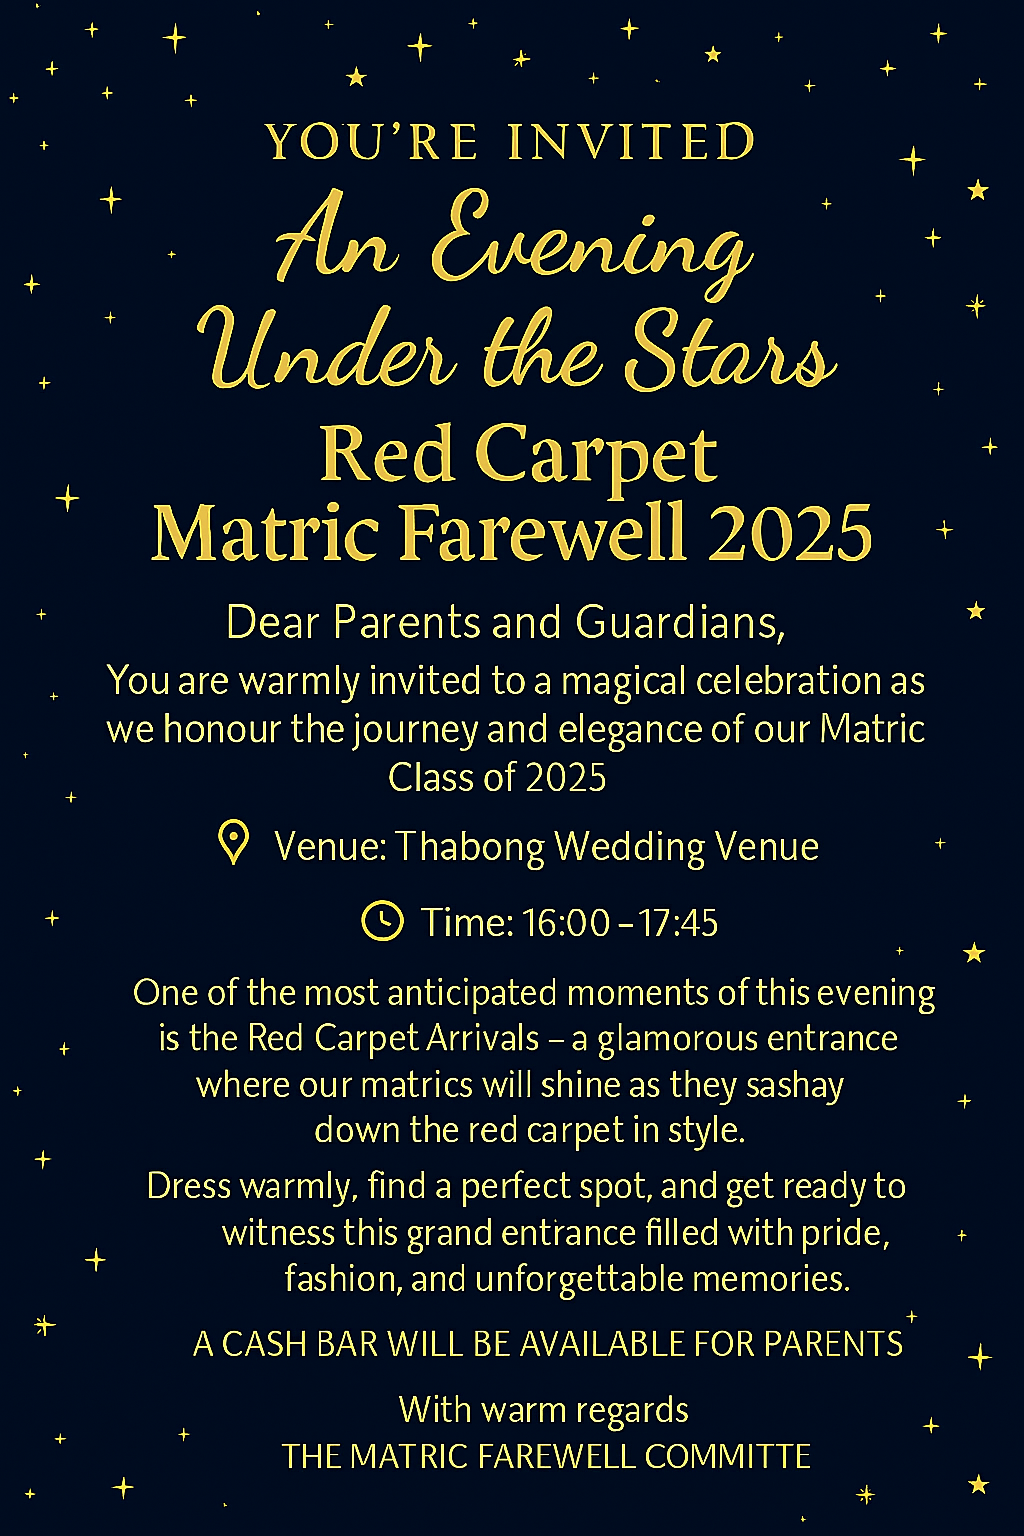 YOU'RE INVITED
An Evening
Under the Stars
Red Carpet
Matric Farewell 2025
Dear Parents and Guardians,
You are warmly invited to a magical celebration as
we honour the journey and elegance of our Matric
Class of 2025
Venue: Thabong Wedding Venue
Time: 16:00 – 17:45
One of the most anticipated moments of this evening
is the Red Carpet Arrivals – a glamorous entrance
where our matrics will shine as they sashay
down the red carpet in style.
Dress warmly, find a perfect spot, and get ready to
witness this grand entrance filled with pride,
fashion, and unforgettable memories.
A CASH BAR WILL BE AVAILABLE FOR PARENTS
With warm regards
THE MATRIC FAREWELL COMMITTE